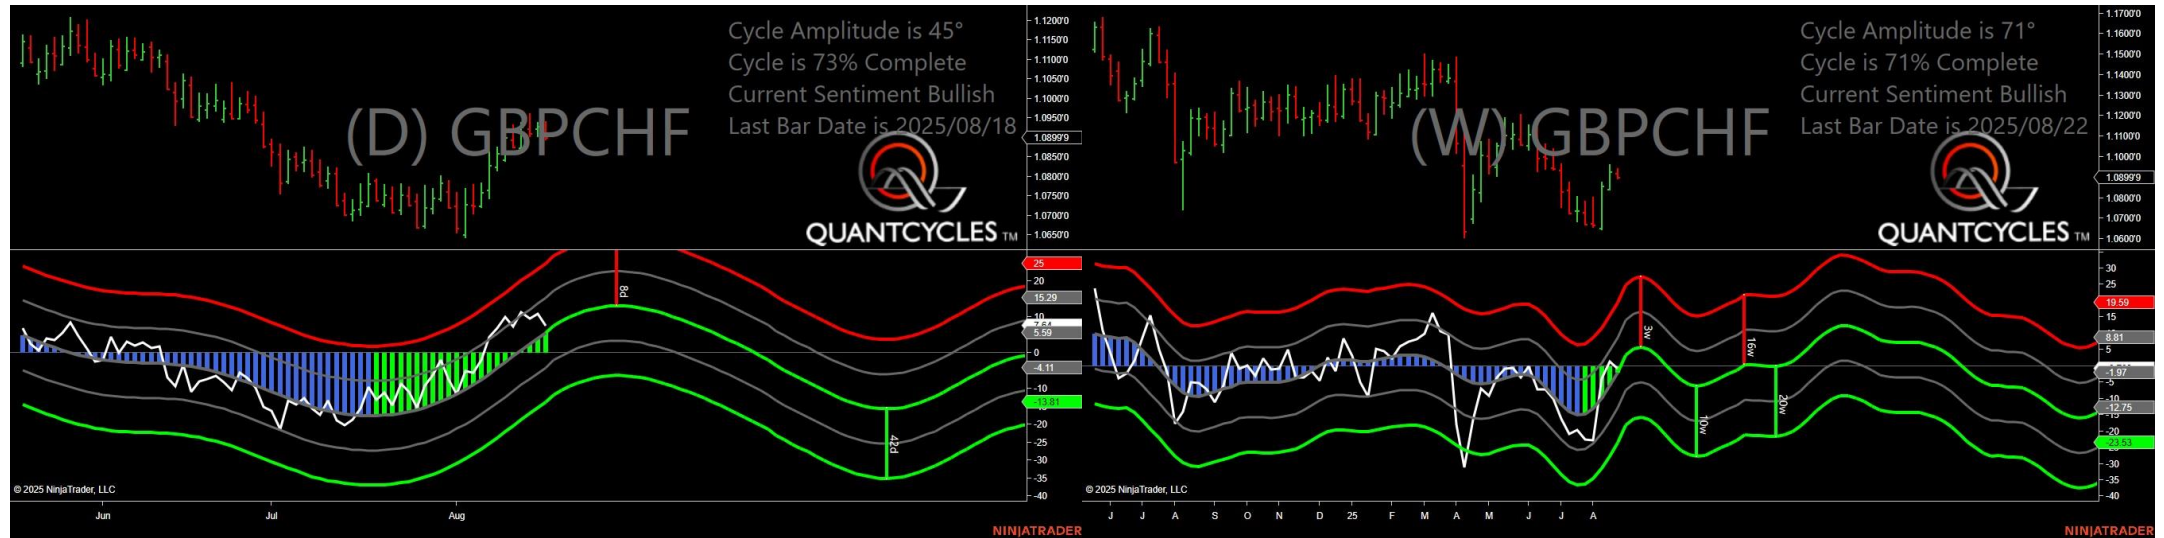 Cycle Amplitude is 45°
Cycle is 73% Complete
Current Sentiment Bullish
Last Bar Date is 2025/08/18
(D) GBPCHF
QUANTCYCLES TM
1.1200'0
1.1150'0
1.1100'0
1.1050'0
1.1000'0
1.0950'0
1.0899'9
1.0850'0
1.0800'0
1.0750'0
1.0700'0
1.0650'0
8d
42d
25
20
15.29
10
7.64
5.59
0
-4.11
-10
-13.81
-20
-25
-30
-35
-40
© 2025 NinjaTrader, LLC
Jun
Jul
Aug
NINJATRADER
Cycle Amplitude is 71°
Cycle is 71% Complete
Current Sentiment Bullish
Last Bar Date is 2025/08/22
(W) GBPCHF
QUANTCYCLES TM
1.1700'0
1.1600'0
1.1500'0
1.1400'0
1.1300'0
1.1200'0
1.1100'0
1.1000'0
1.0899'9
1.0800'0
1.0700'0
1.0600'0
3w
10w
16w
20w
30
25
19.59
15
8.81
5
-1.97
-5
-12.75
-15
-20
-23.53
-30
-35
-40
© 2025 NinjaTrader, LLC
J
J
A
S
O
N
D
25
F
M
A
M
J
J
A
NINJATRADER